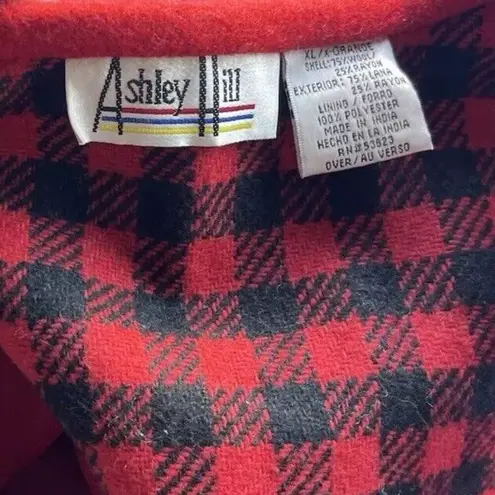 Ashley Hill
XL/X-GRANDE
SHELL:75%WOOL/
25%RAYON
EXTERIOR:75%LANA
25% RAYON
LINING/FORRO
100% POLYESTER
MADE IN INDIA
HECHO EN LA INDIA
RN#53823
OVER/AU VERSO